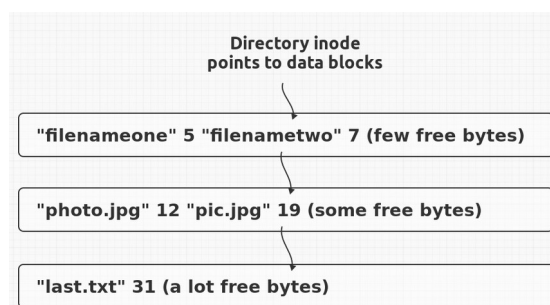 Directory inode
points to data blocks
"filenameone" 5 "filenametwo" 7 (few free bytes)
"photo.jpg" 12 "pic.jpg" 19 (some free bytes)
"last.txt" 31 (a lot free bytes)